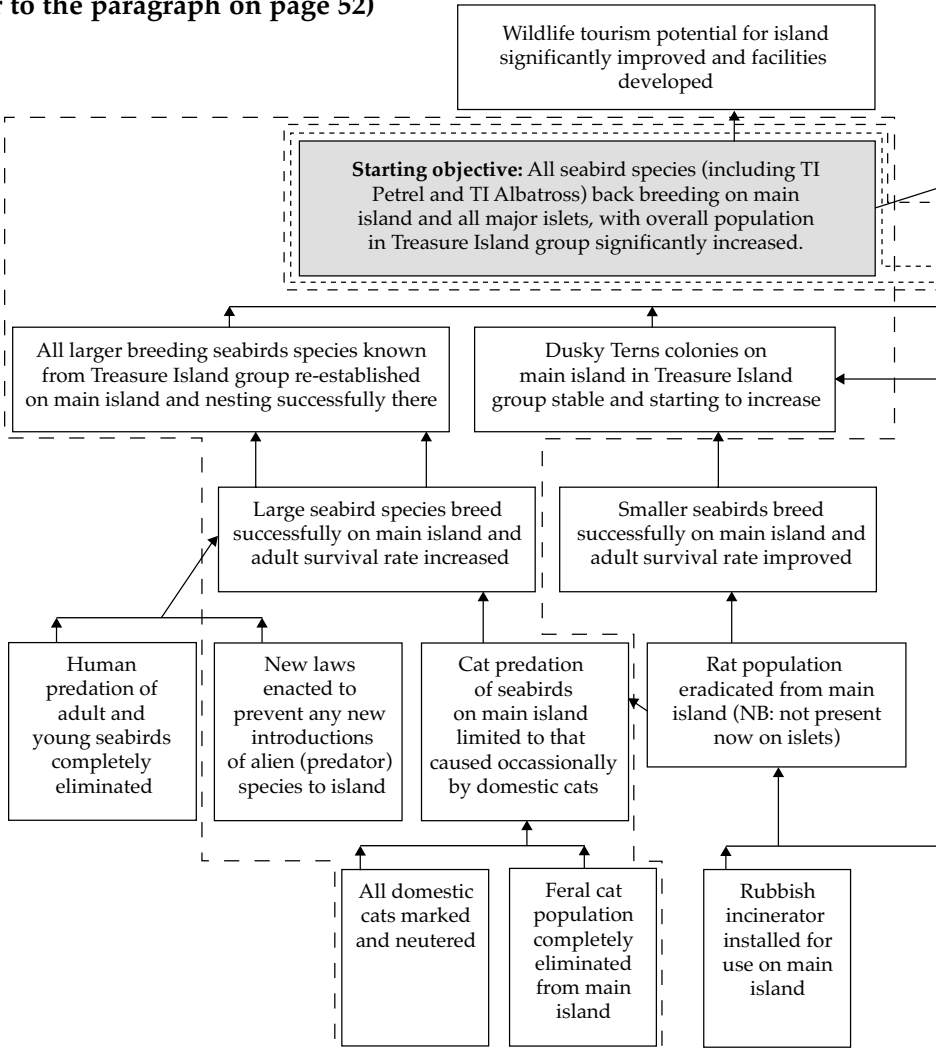 r to the paragraph on page 52)
Wildlife tourism potential for island
significantly improved and facilities
developed
Starting objective: All seabird species (including TI
Petrel and TI Albatross) back breeding on main
island and all major islets, with overall population
in Treasure Island group significantly increased.
All larger breeding seabirds species known
from Treasure Island group re-established
on main island and nesting successfully there
Dusky Terns colonies on
main island in Treasure Island
group stable and starting to increase
Large seabird species breed
successfully on main island and
adult survival rate increased
Smaller seabirds breed
successfully on main island and
adult survival rate improved
Human
predation of
adult and
young seabirds
completely
eliminated
New laws
enacted to
prevent any new
introductions
of alien (predator)
species to island
Cat predation
of seabirds
on main island
limited to that
caused occassionally
by domestic cats
Rat population
eradicated from main
island (NB: not present
now on islets)
All domestic
cats marked
and neutered
Feral cat
population
completely
eliminated
from main
island
Rubbish
incinerator
installed for
use on main
island